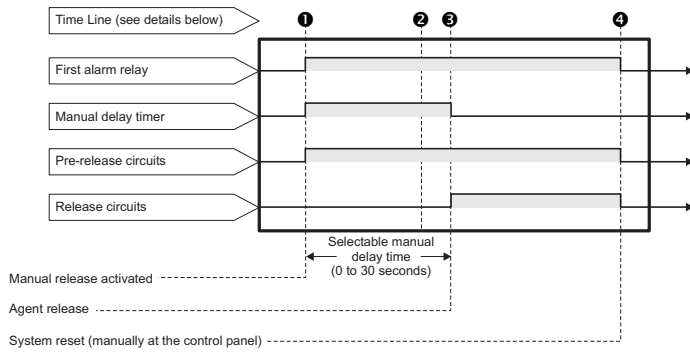 Time Line (see details below)
❶ ❷ ❸ ❹
First alarm relay
Manual delay timer
Pre-release circuits
Release circuits
Selectable manual
delay time
(0 to 30 seconds)
Manual release activated
Agent release
System reset (manually at the control panel)